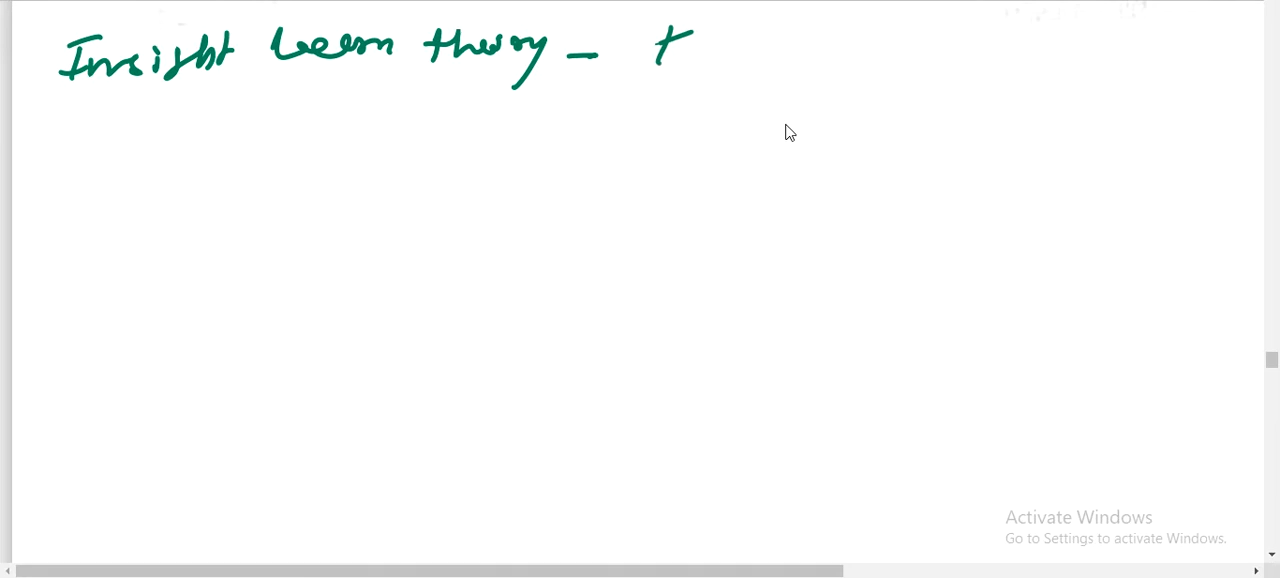 Insight learn theory - t
Activate Windows
Go to Settings to activate Windows.